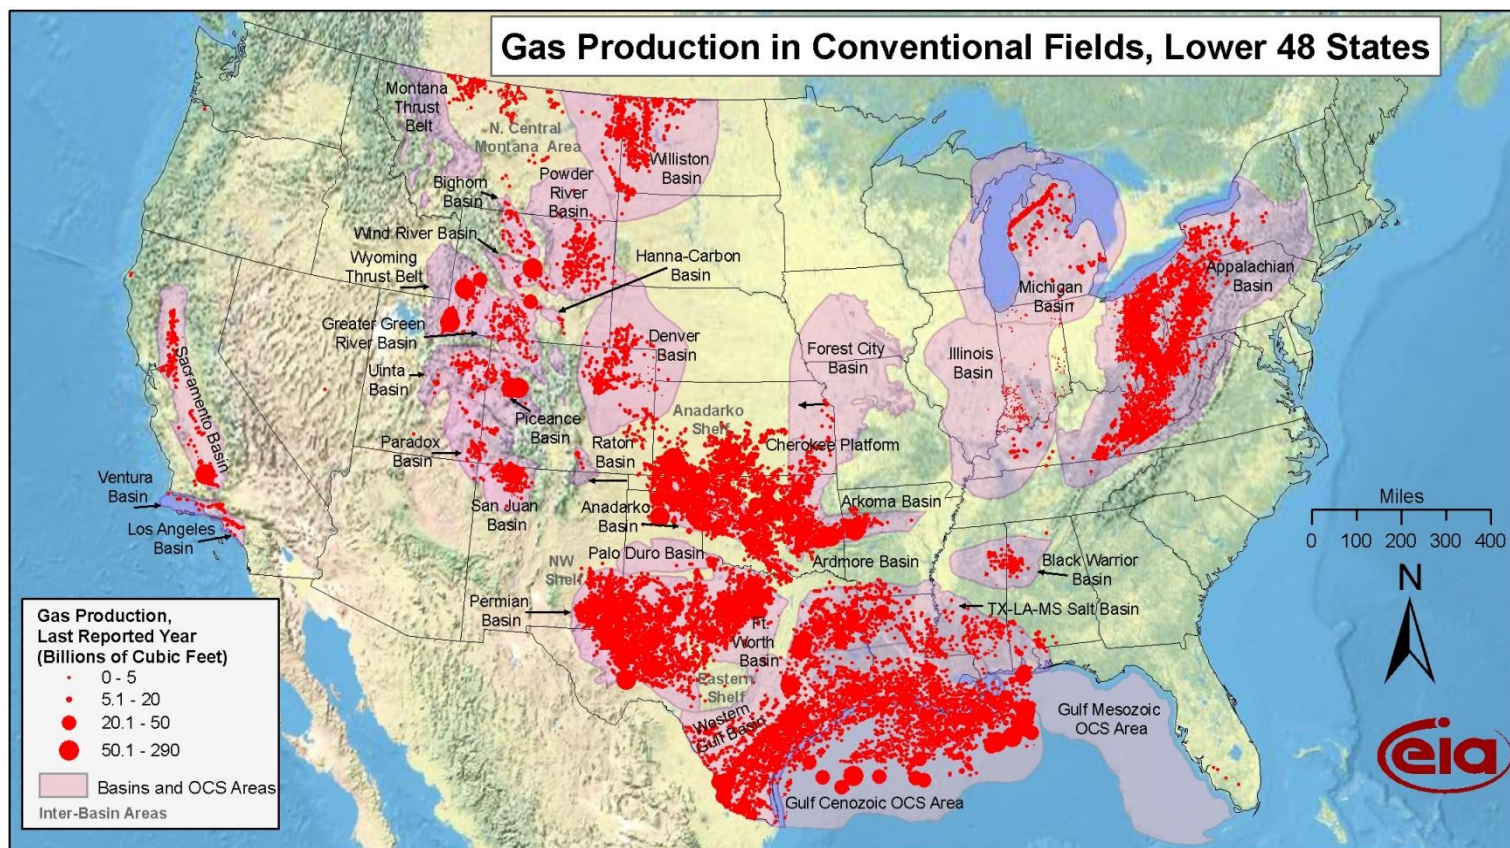 Gas Production in Conventional Fields, Lower 48 States
Montana
Thrust
Belt
N. Central
Montana Area
Williston
Basin
Bighorn
Basin
Powder
River
Basin
Wind River Basin
Wyoming
Thrust Belt
Hanna-Carbon
Basin
Michigan
Basin
Appalachian
Basin
Greater Green
River Basin
Denver
Basin
Forest City
Basin
Illinois
Basin
Uinta
Basin
Sacramento Basin
Piceance
Basin
Anadarko
Shelf
Cherokee Platform
Paradox
Basin
Raton
Basin
Ventura
Basin
San Juan
Basin
Anadarko
Basin
Arkoma Basin
Los Angeles
Basin
Palo Duro Basin
Ardmore Basin
Black Warrior
Basin
NW
Shelf
Permian
Basin
TX-LA-MS Salt Basin
Ft.
Worth
Basin
Eastern
Shelf
Western
Gulf Basin
Gulf Mesozoic
OCS Area
Gulf Cenozoic OCS Area
Miles
0 100 200 300 400
N
eia
Gas Production,
Last Reported Year
(Billions of Cubic Feet)
0 - 5
5.1 - 20
20.1 - 50
50.1 - 290
Basins and OCS Areas
Inter-Basin Areas